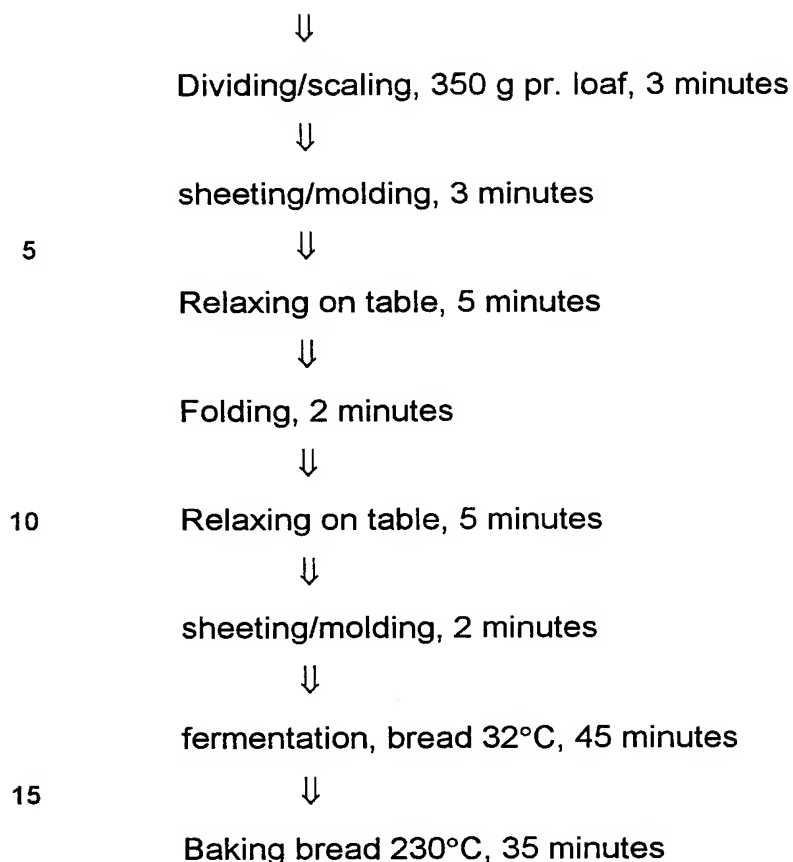 ⇓
Dividing/scaling, 350 g pr. loaf, 3 minutes
⇓
sheeting/molding, 3 minutes
5 ⇓
Relaxing on table, 5 minutes
⇓
Folding, 2 minutes
⇓
10 Relaxing on table, 5 minutes
⇓
sheeting/molding, 2 minutes
⇓
fermentation, bread 32°C, 45 minutes
15 ⇓
Baking bread 230°C, 35 minutes